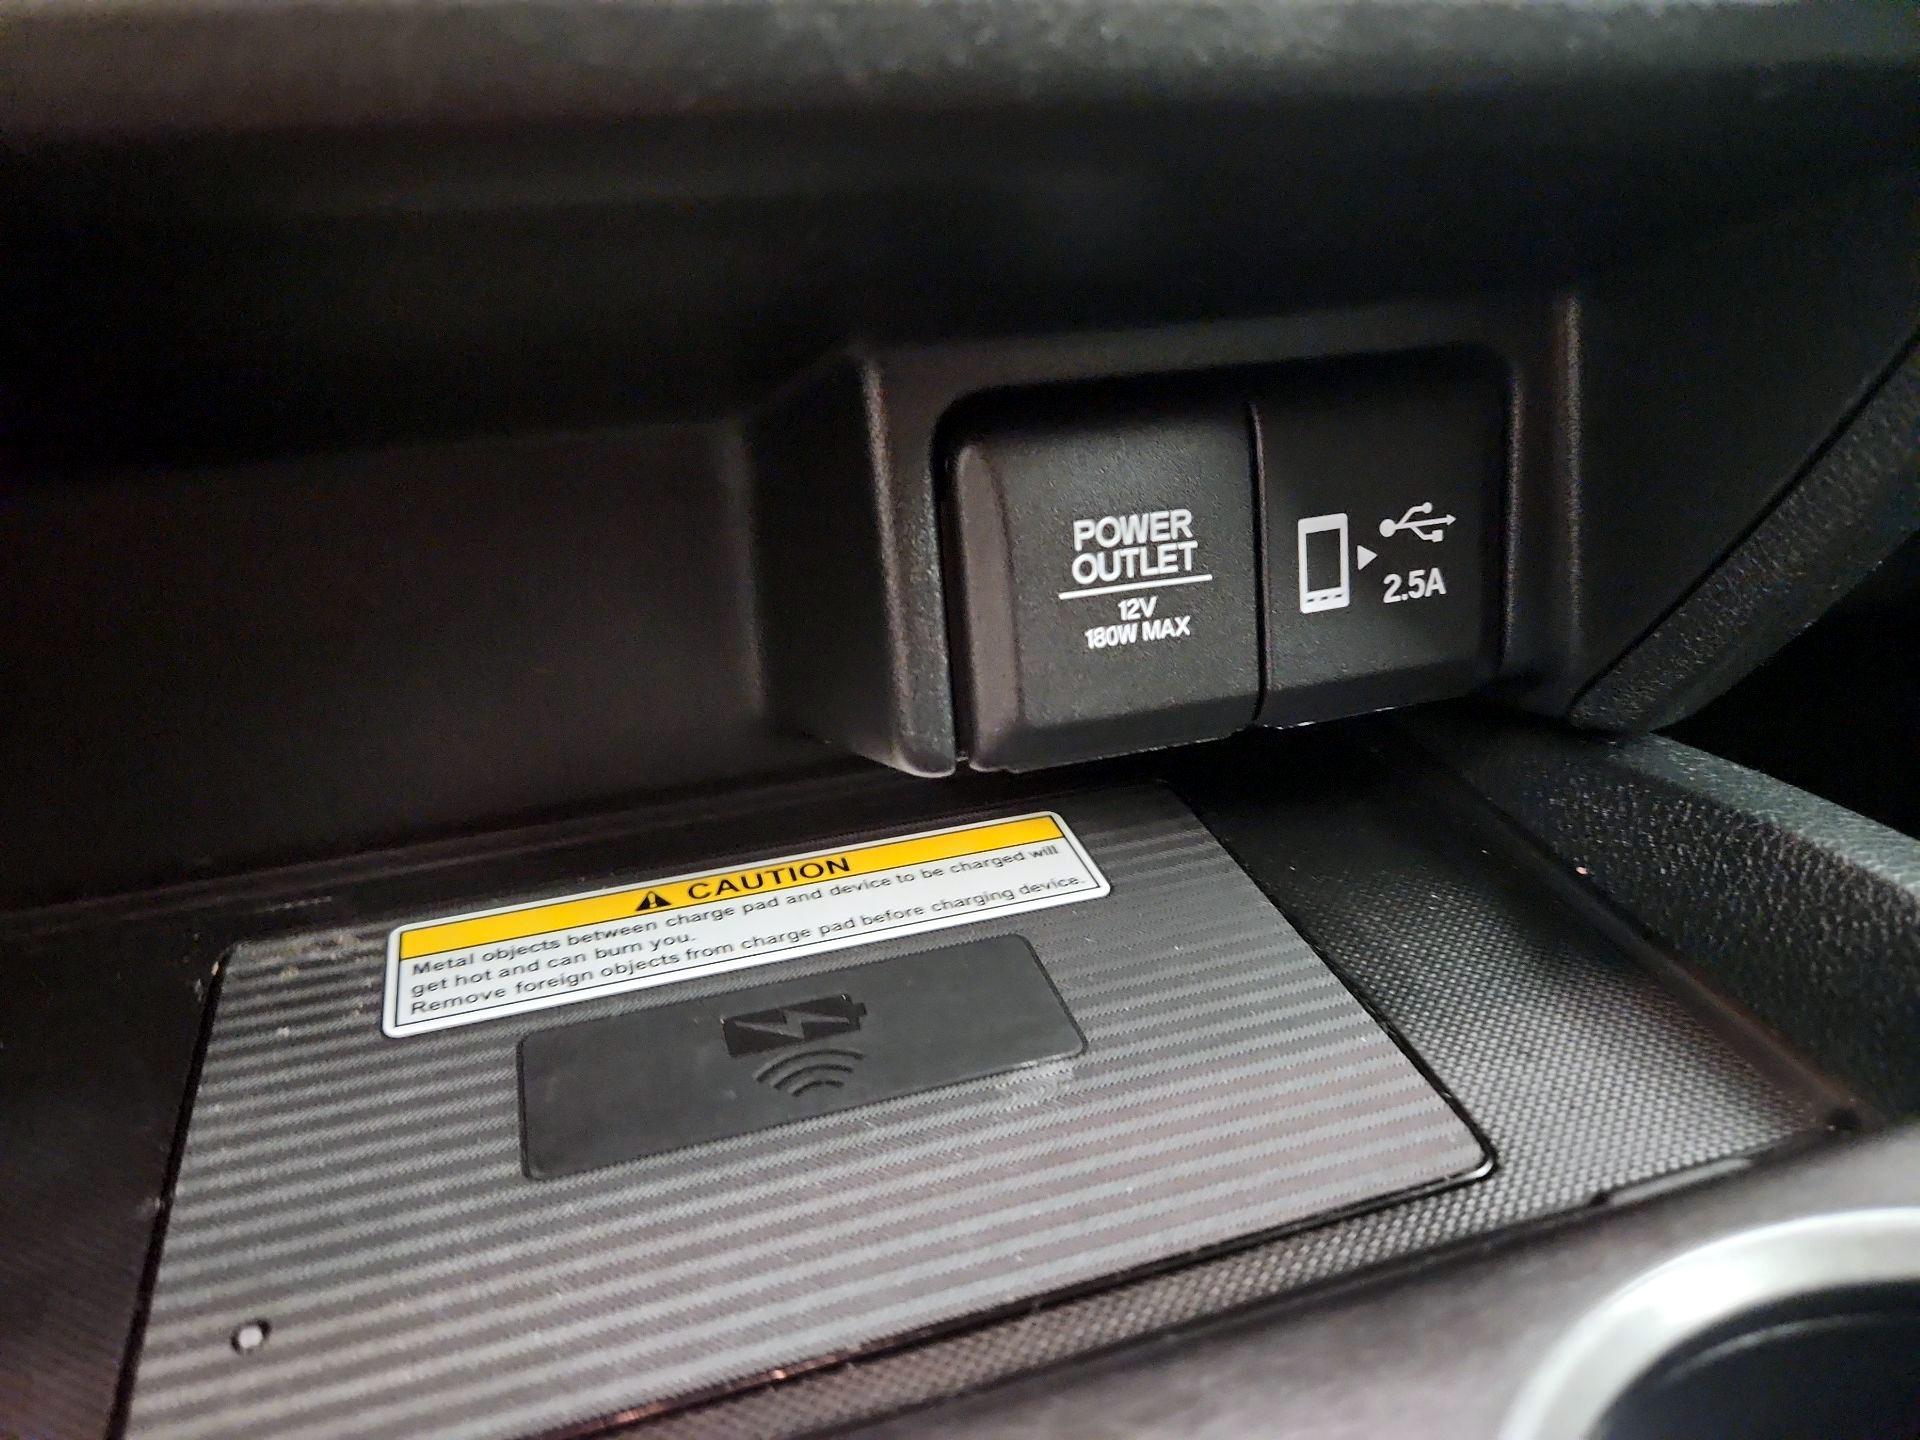 POWER
OUTLET
12V
180W MAX
2.5A
CAUTION
Metal objects between charge pad and device to be charged will
get hot and can burn you.
Remove foreign objects from charge pad before charging device.